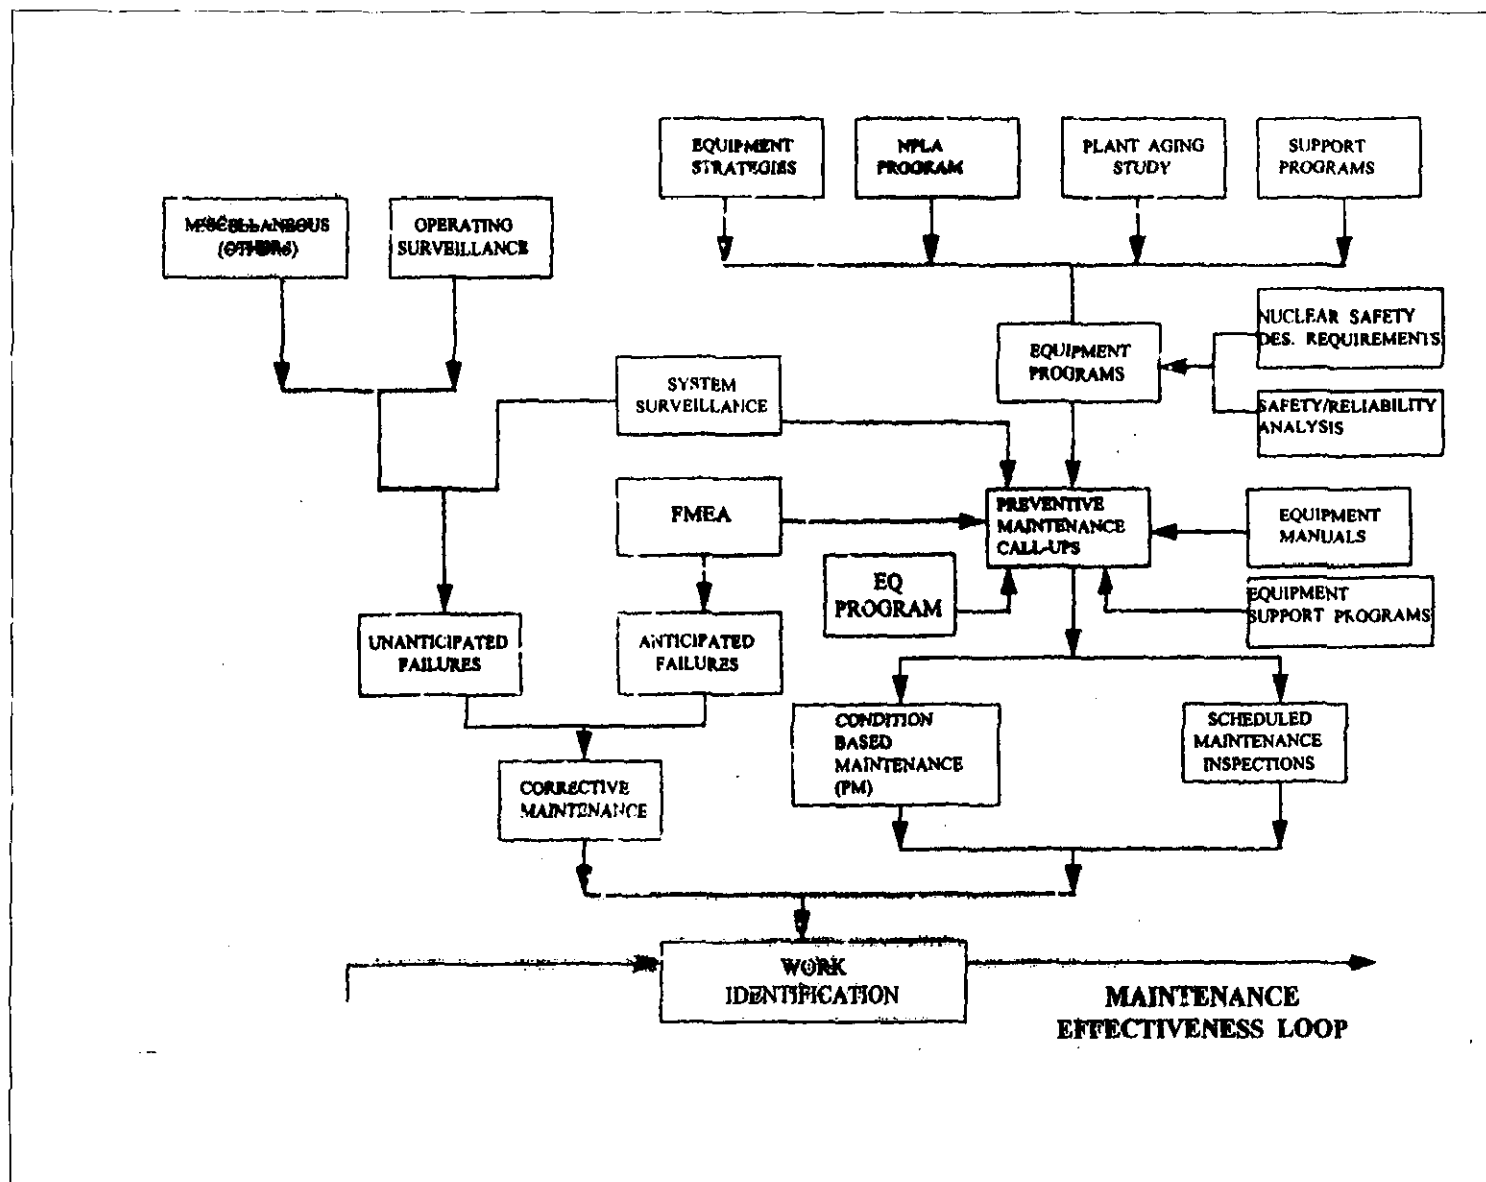 EQUIPMENT
STRATEGIES
NPLA
PROGRAM
PLANT AGING
STUDY
SUPPORT
PROGRAMS
MISCELLANEOUS
(OTHERS)
OPERATING
SURVEILLANCE
NUCLEAR SAFETY
DES. REQUIREMENTS
EQUIPMENT
PROGRAMS
SYSTEM
SURVEILLANCE
SAFETY/RELIABILITY
ANALYSIS
FMEA
PREVENTIVE
MAINTENANCE
CALL-UPS
EQUIPMENT
MANUALS
EQ
PROGRAM
EQUIPMENT
SUPPORT PROGRAMS
UNANTICIPATED
FAILURES
ANTICIPATED
FAILURES
CONDITION
BASED
MAINTENANCE
(PM)
SCHEDULED
MAINTENANCE
INSPECTIONS
CORRECTIVE
MAINTENANCE
WORK
IDENTIFICATION
MAINTENANCE
EFFECTIVENESS LOOP